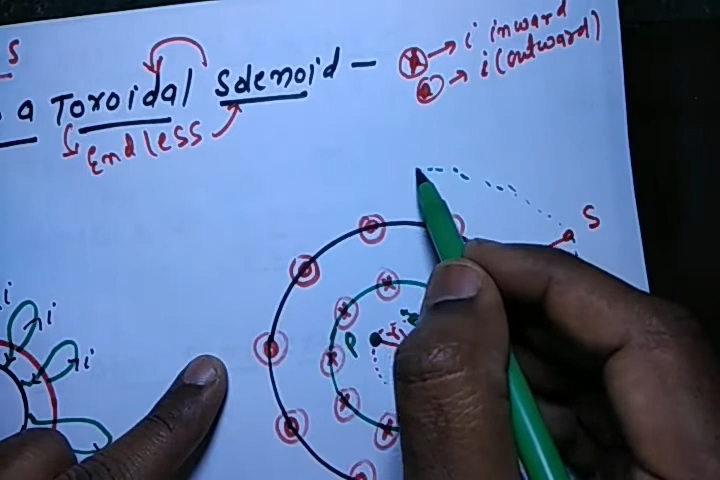 S
a Toroidal Solenoid -
Endless
→ i inward
→ i (outward)
S
i
i
i
P
r